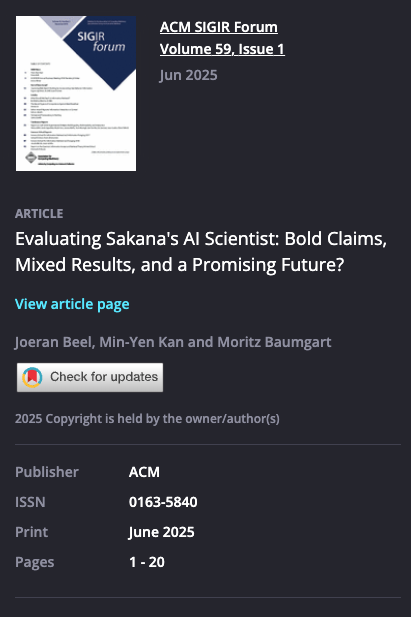 SIGIR
forum
ACM SIGIR Forum
Volume 59, Issue 1
Jun 2025
ARTICLE
Evaluating Sakana's AI Scientist: Bold Claims,
Mixed Results, and a Promising Future?
View article page
Joeran Beel, Min-Yen Kan and Moritz Baumgart
Check for updates
2025 Copyright is held by the owner/author(s)
Publisher ACM
ISSN 0163-5840
Print June 2025
Pages 1 - 20